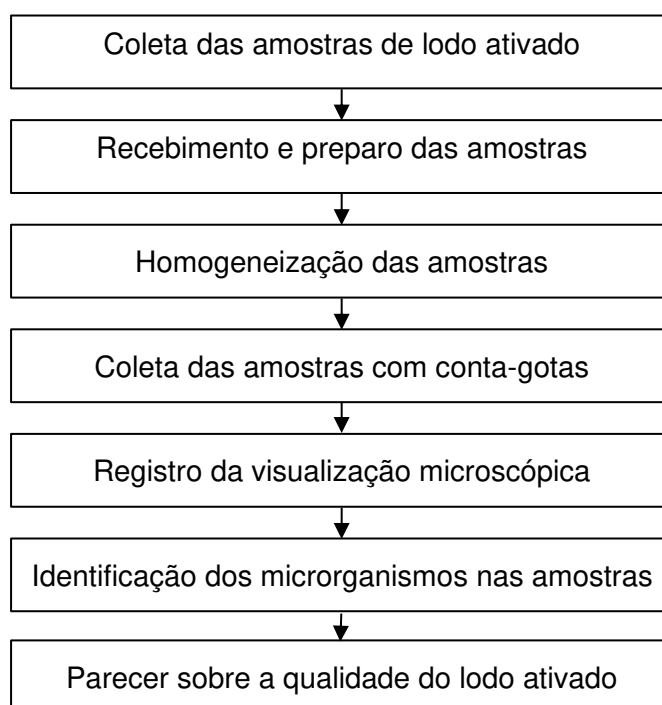 Coleta das amostras de lodo ativado
Recebimento e preparo das amostras
Homogeneização das amostras
Coleta das amostras com conta-gotas
Registro da visualização microscópica
Identificação dos microrganismos nas amostras
Parecer sobre a qualidade do lodo ativado